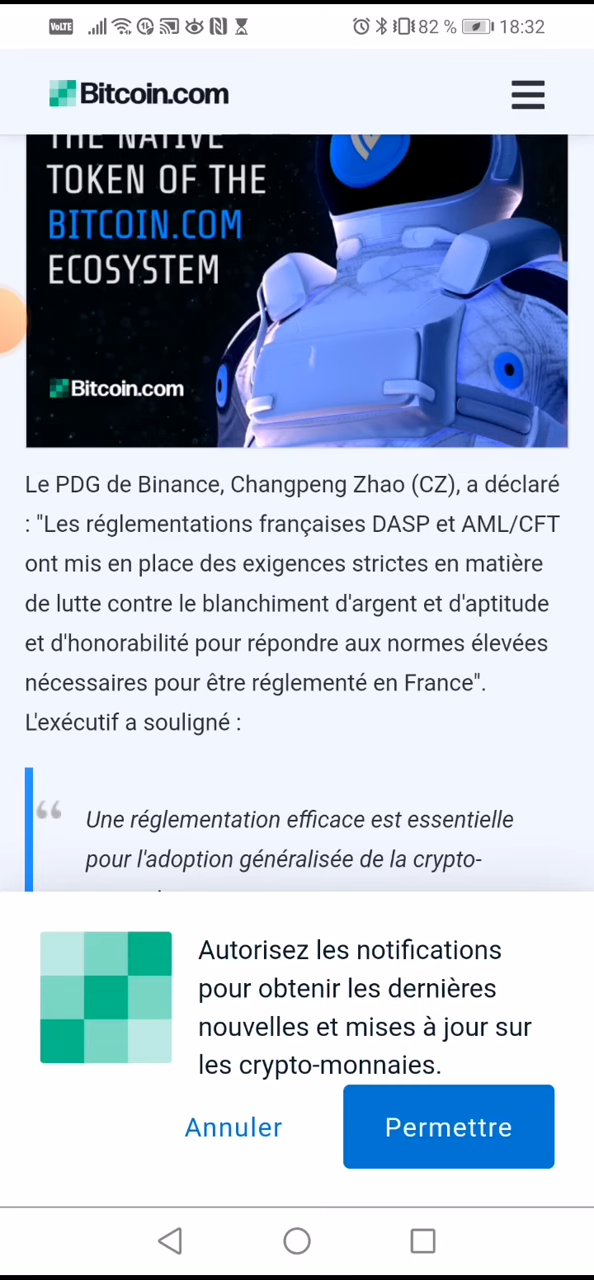 VoLTE
82 %
18:32
Bitcoin.com
THE NATIVE
TOKEN OF THE
BITCOIN.COM
ECOSYSTEM
Bitcoin.com
Le PDG de Binance, Changpeng Zhao (CZ), a déclaré
: "Les réglementations françaises DASP et AML/CFT
ont mis en place des exigences strictes en matière
de lutte contre le blanchiment d'argent et d'aptitude
et d'honorabilité pour répondre aux normes élevées
nécessaires pour être réglementé en France".
L'exécutif a souligné :
“ Une réglementation efficace est essentielle
pour l'adoption généralisée de la crypto-
Autorisez les notifications
pour obtenir les dernières
nouvelles et mises à jour sur
les crypto-monnaies.
Annuler
Permettre